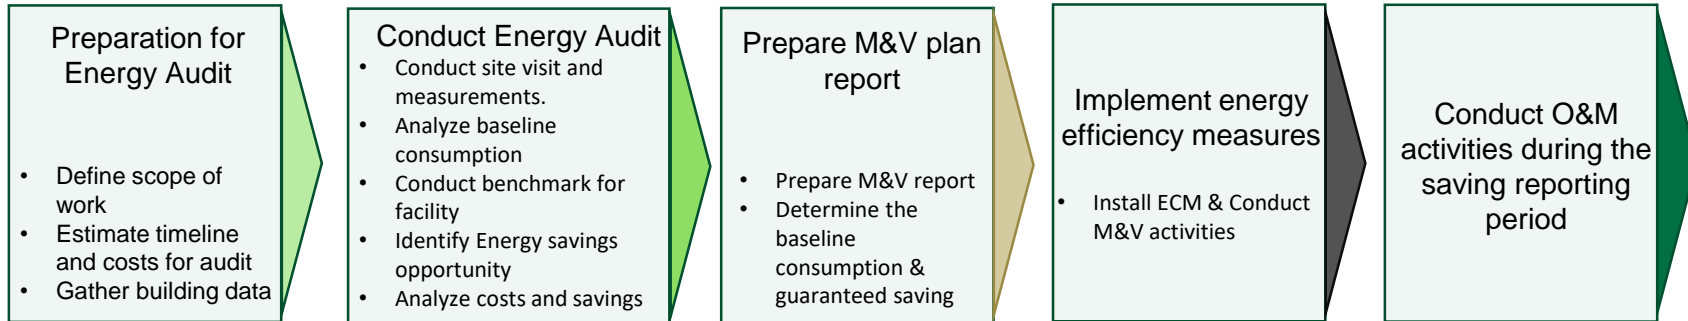 Preparation for
Energy Audit
• Define scope of
work
• Estimate timeline
and costs for audit
• Gather building data
Conduct Energy Audit
• Conduct site visit and
measurements.
• Analyze baseline
consumption
• Conduct benchmark for
facility
• Identify Energy savings
opportunity
• Analyze costs and savings
Prepare M&V plan
report
• Prepare M&V report
• Determine the
baseline
consumption &
guaranteed saving
Implement energy
efficiency measures
• Install ECM & Conduct
M&V activities
Conduct O&M
activities during the
saving reporting
period